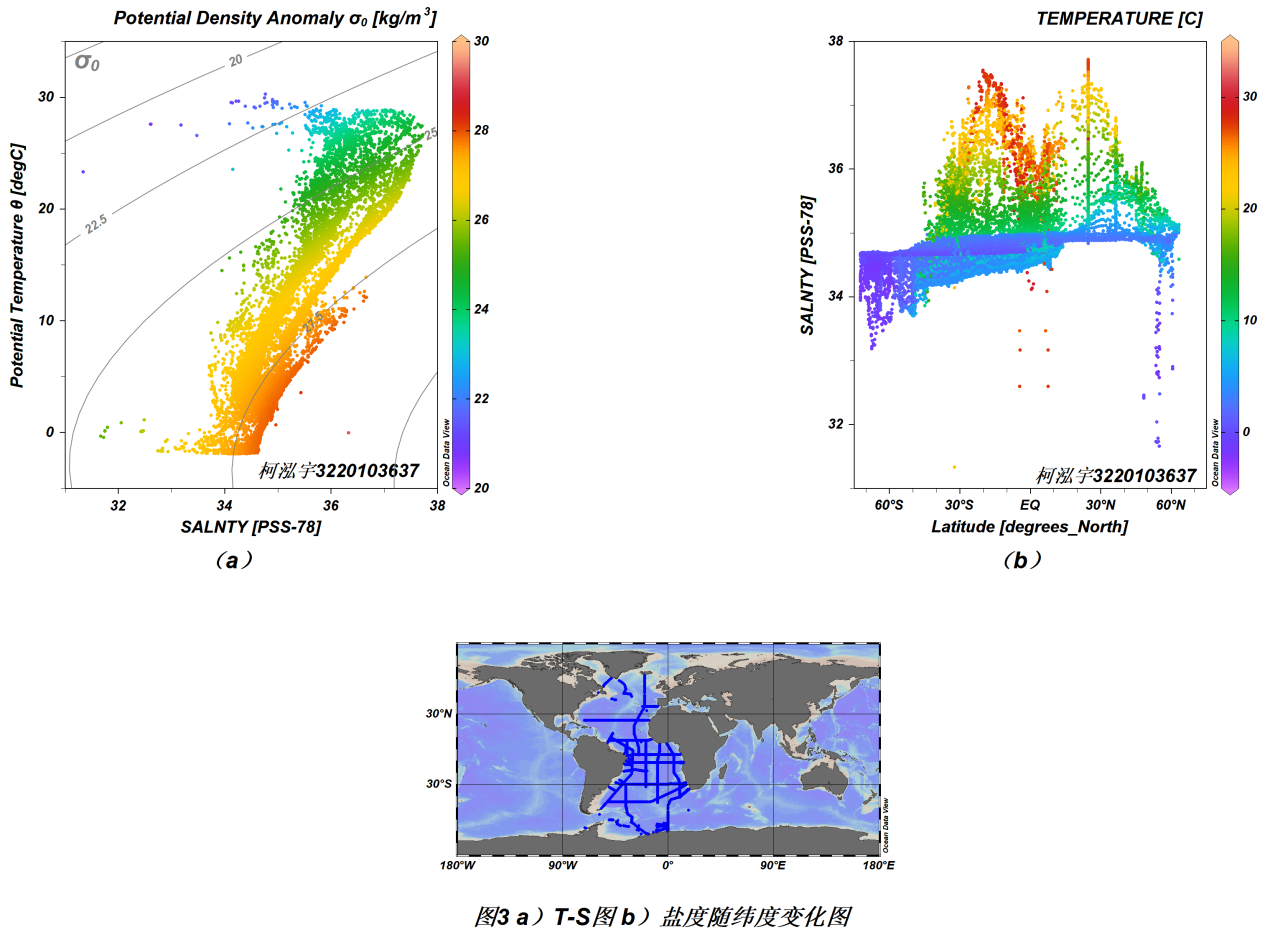 Potential Density Anomaly σ₀ [kg/m³]
σ₀
20
22.5
25
27.5
30
20
10
0
Potential Temperature θ [degC]
32
34
36
38
SALNTY [PSS-78]
30
28
26
24
22
20
Ocean Data View
柯泓宇3220103637
（a）
TEMPERATURE [C]
38
36
34
32
SALNTY [PSS-78]
60°S
30°S
EQ
30°N
60°N
Latitude [degrees_North]
30
20
10
0
Ocean Data View
柯泓宇3220103637
（b）
30°N
30°S
180°W
90°W
0°
90°E
180°E
Ocean Data View
图3 a）T-S图 b）盐度随纬度变化图